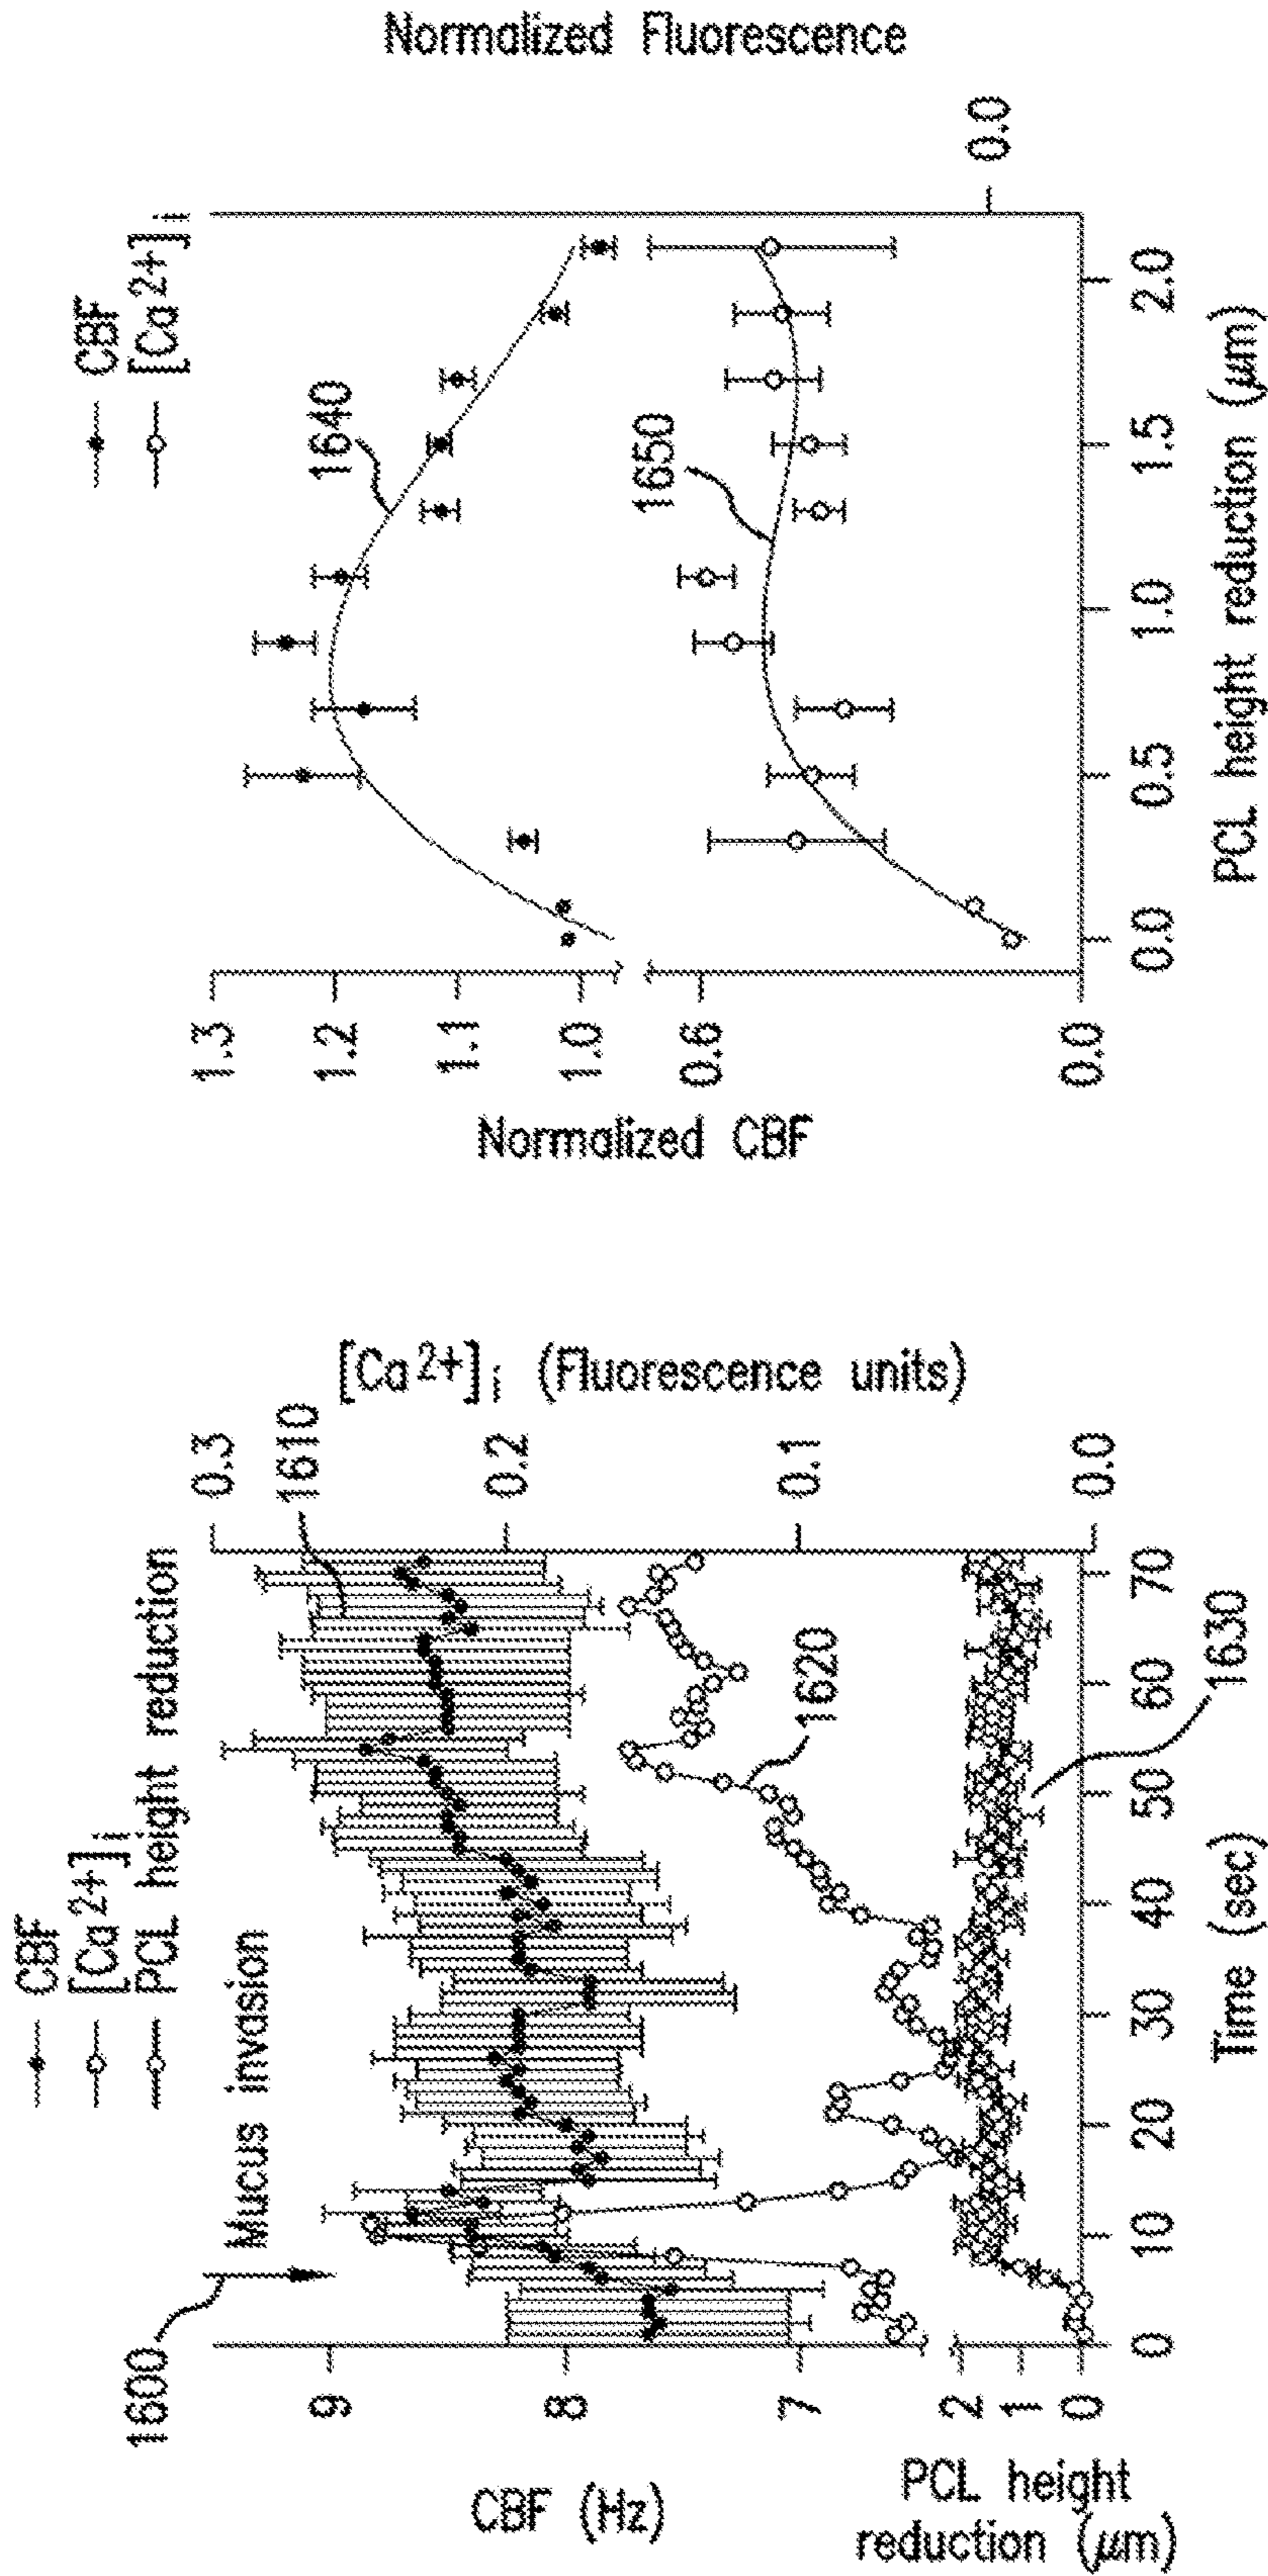 CBF
[Ca2+]i
PCL height reduction
1600
Mucus invasion
1610
1620
1630
CBF (Hz)
9
8
7
PCL height
reduction (μm)
2
1
0
[Ca2+]i (Fluorescence units)
0.3
0.2
0.1
0.0
0
10
20
30
40
50
60
70
Time (sec)
CBF
[Ca2+]i
1640
1650
Normalized CBF
1.3
1.2
1.1
1.0
0.6
0.0
Normalized Fluorescence
0.0
0.0
0.5
1.0
1.5
2.0
PCL height reduction (μm)